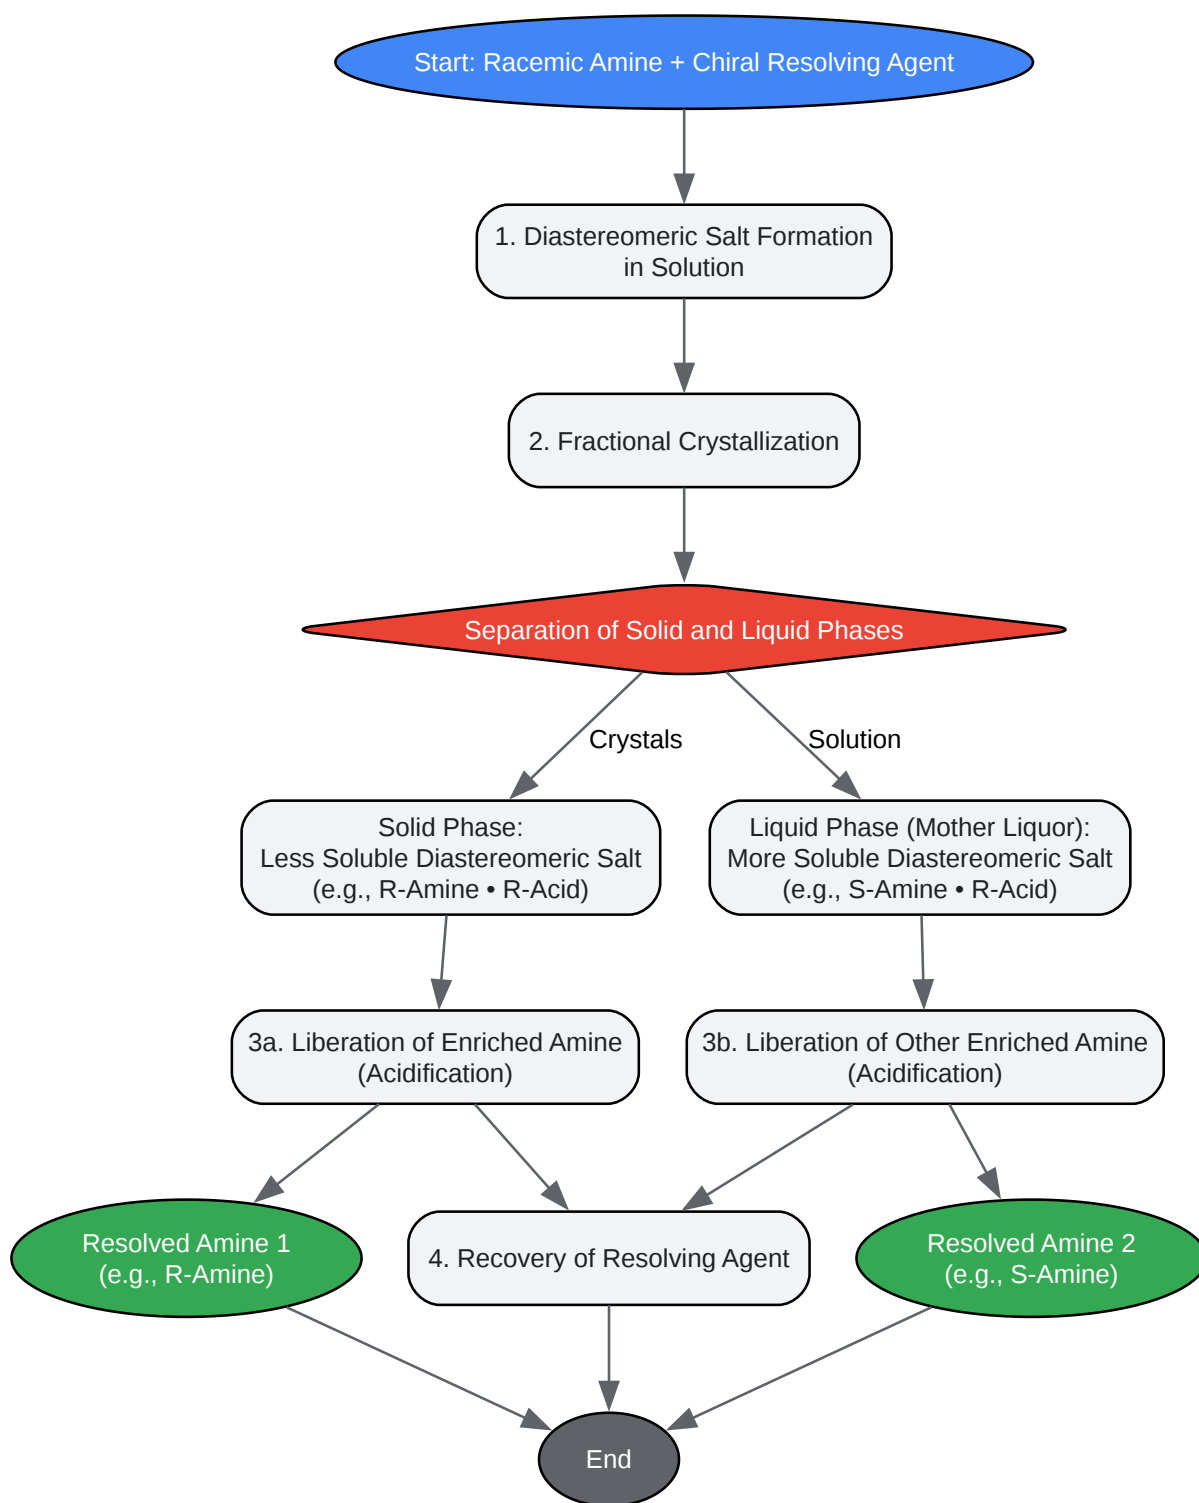 Start: Racemic Amine + Chiral Resolving Agent
1. Diastereomeric Salt Formation
in Solution
2. Fractional Crystallization
Separation of Solid and Liquid Phases
Crystals
Solution
Solid Phase:
Less Soluble Diastereomeric Salt
(e.g., R-Amine • R-Acid)
Liquid Phase (Mother Liquor):
More Soluble Diastereomeric Salt
(e.g., S-Amine • R-Acid)
3a. Liberation of Enriched Amine
(Acidification)
3b. Liberation of Other Enriched Amine
(Acidification)
Resolved Amine 1
(e.g., R-Amine)
4. Recovery of Resolving Agent
Resolved Amine 2
(e.g., S-Amine)
End